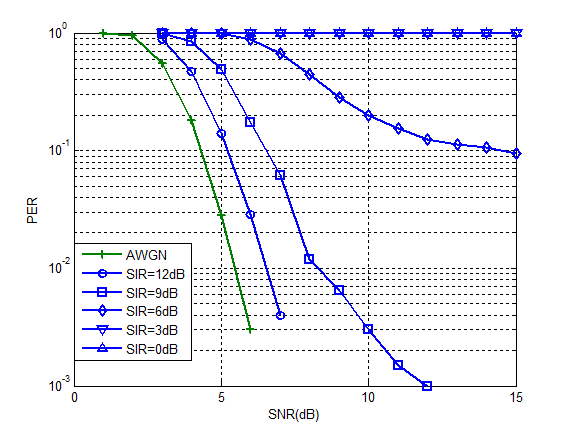 10^0
10^-1
10^-2
10^-3
PER
AWGN
SIR=12dB
SIR=9dB
SIR=6dB
SIR=3dB
SIR=0dB
0 5 10 15
SNR(dB)